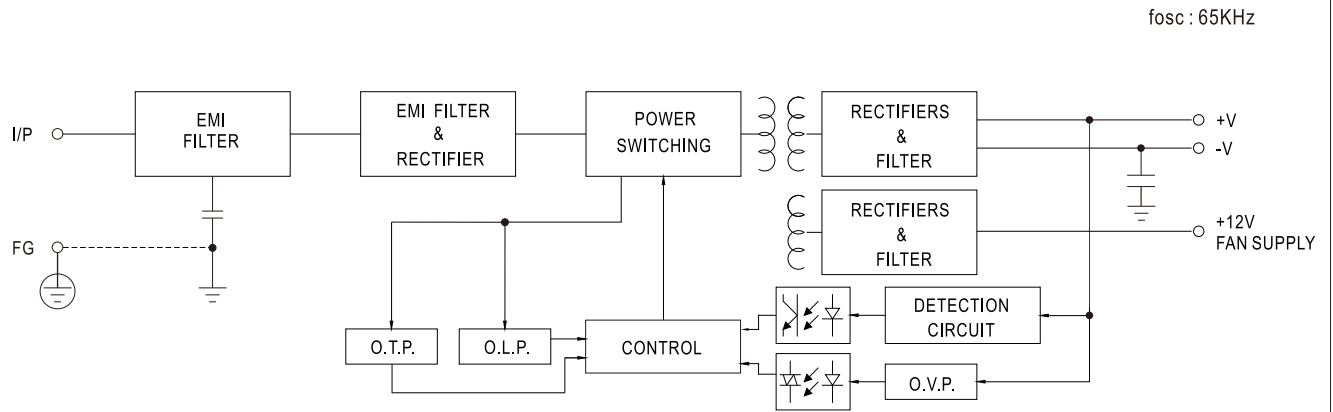 fosc : 65KHz
I/P
EMI
FILTER
EMI FILTER
&
RECTIFIER
POWER
SWITCHING
RECTIFIERS
&
FILTER
+V
-V
FG
RECTIFIERS
&
FILTER
+12V
FAN SUPPLY
O.T.P.
O.L.P.
CONTROL
DETECTION
CIRCUIT
O.V.P.